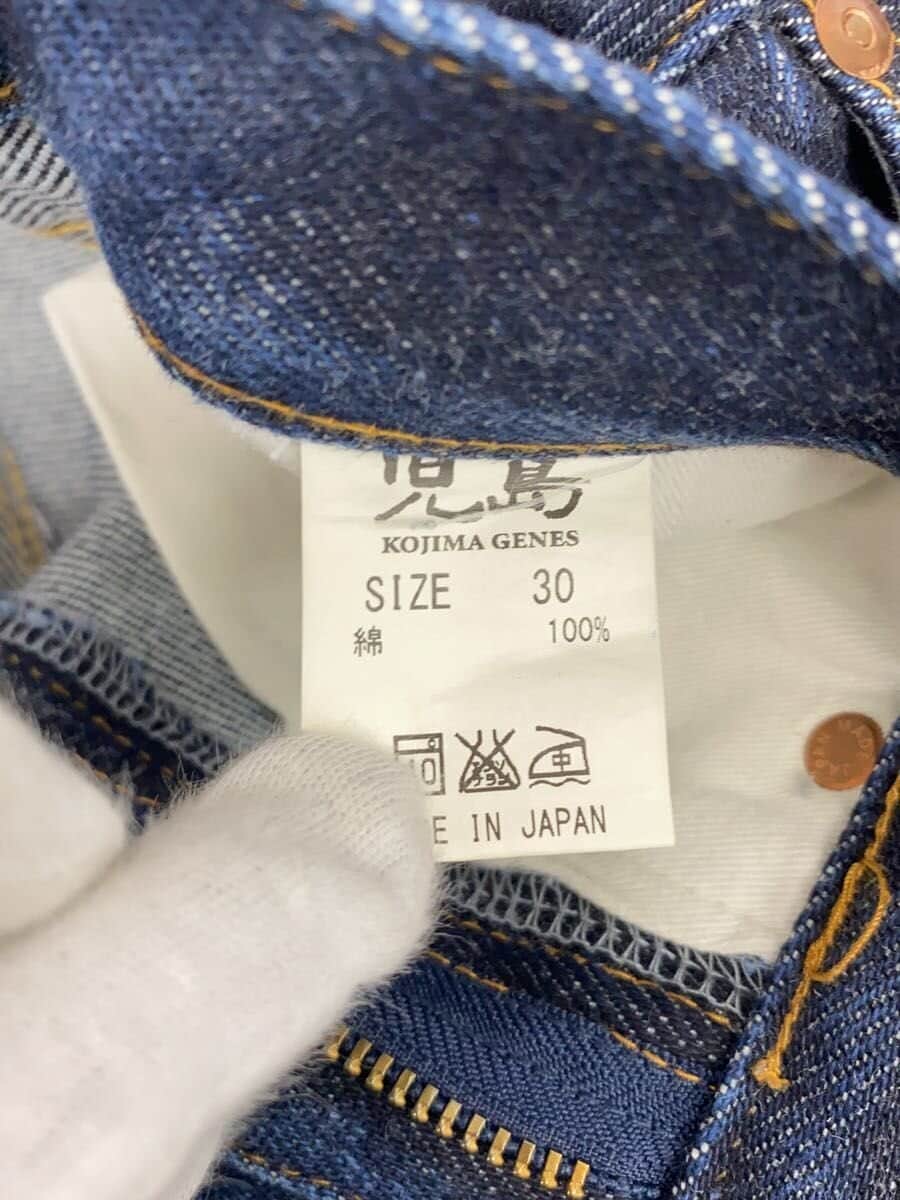 児島
KOJIMA GENES
SIZE 30
綿 100%
中
E IN JAPAN